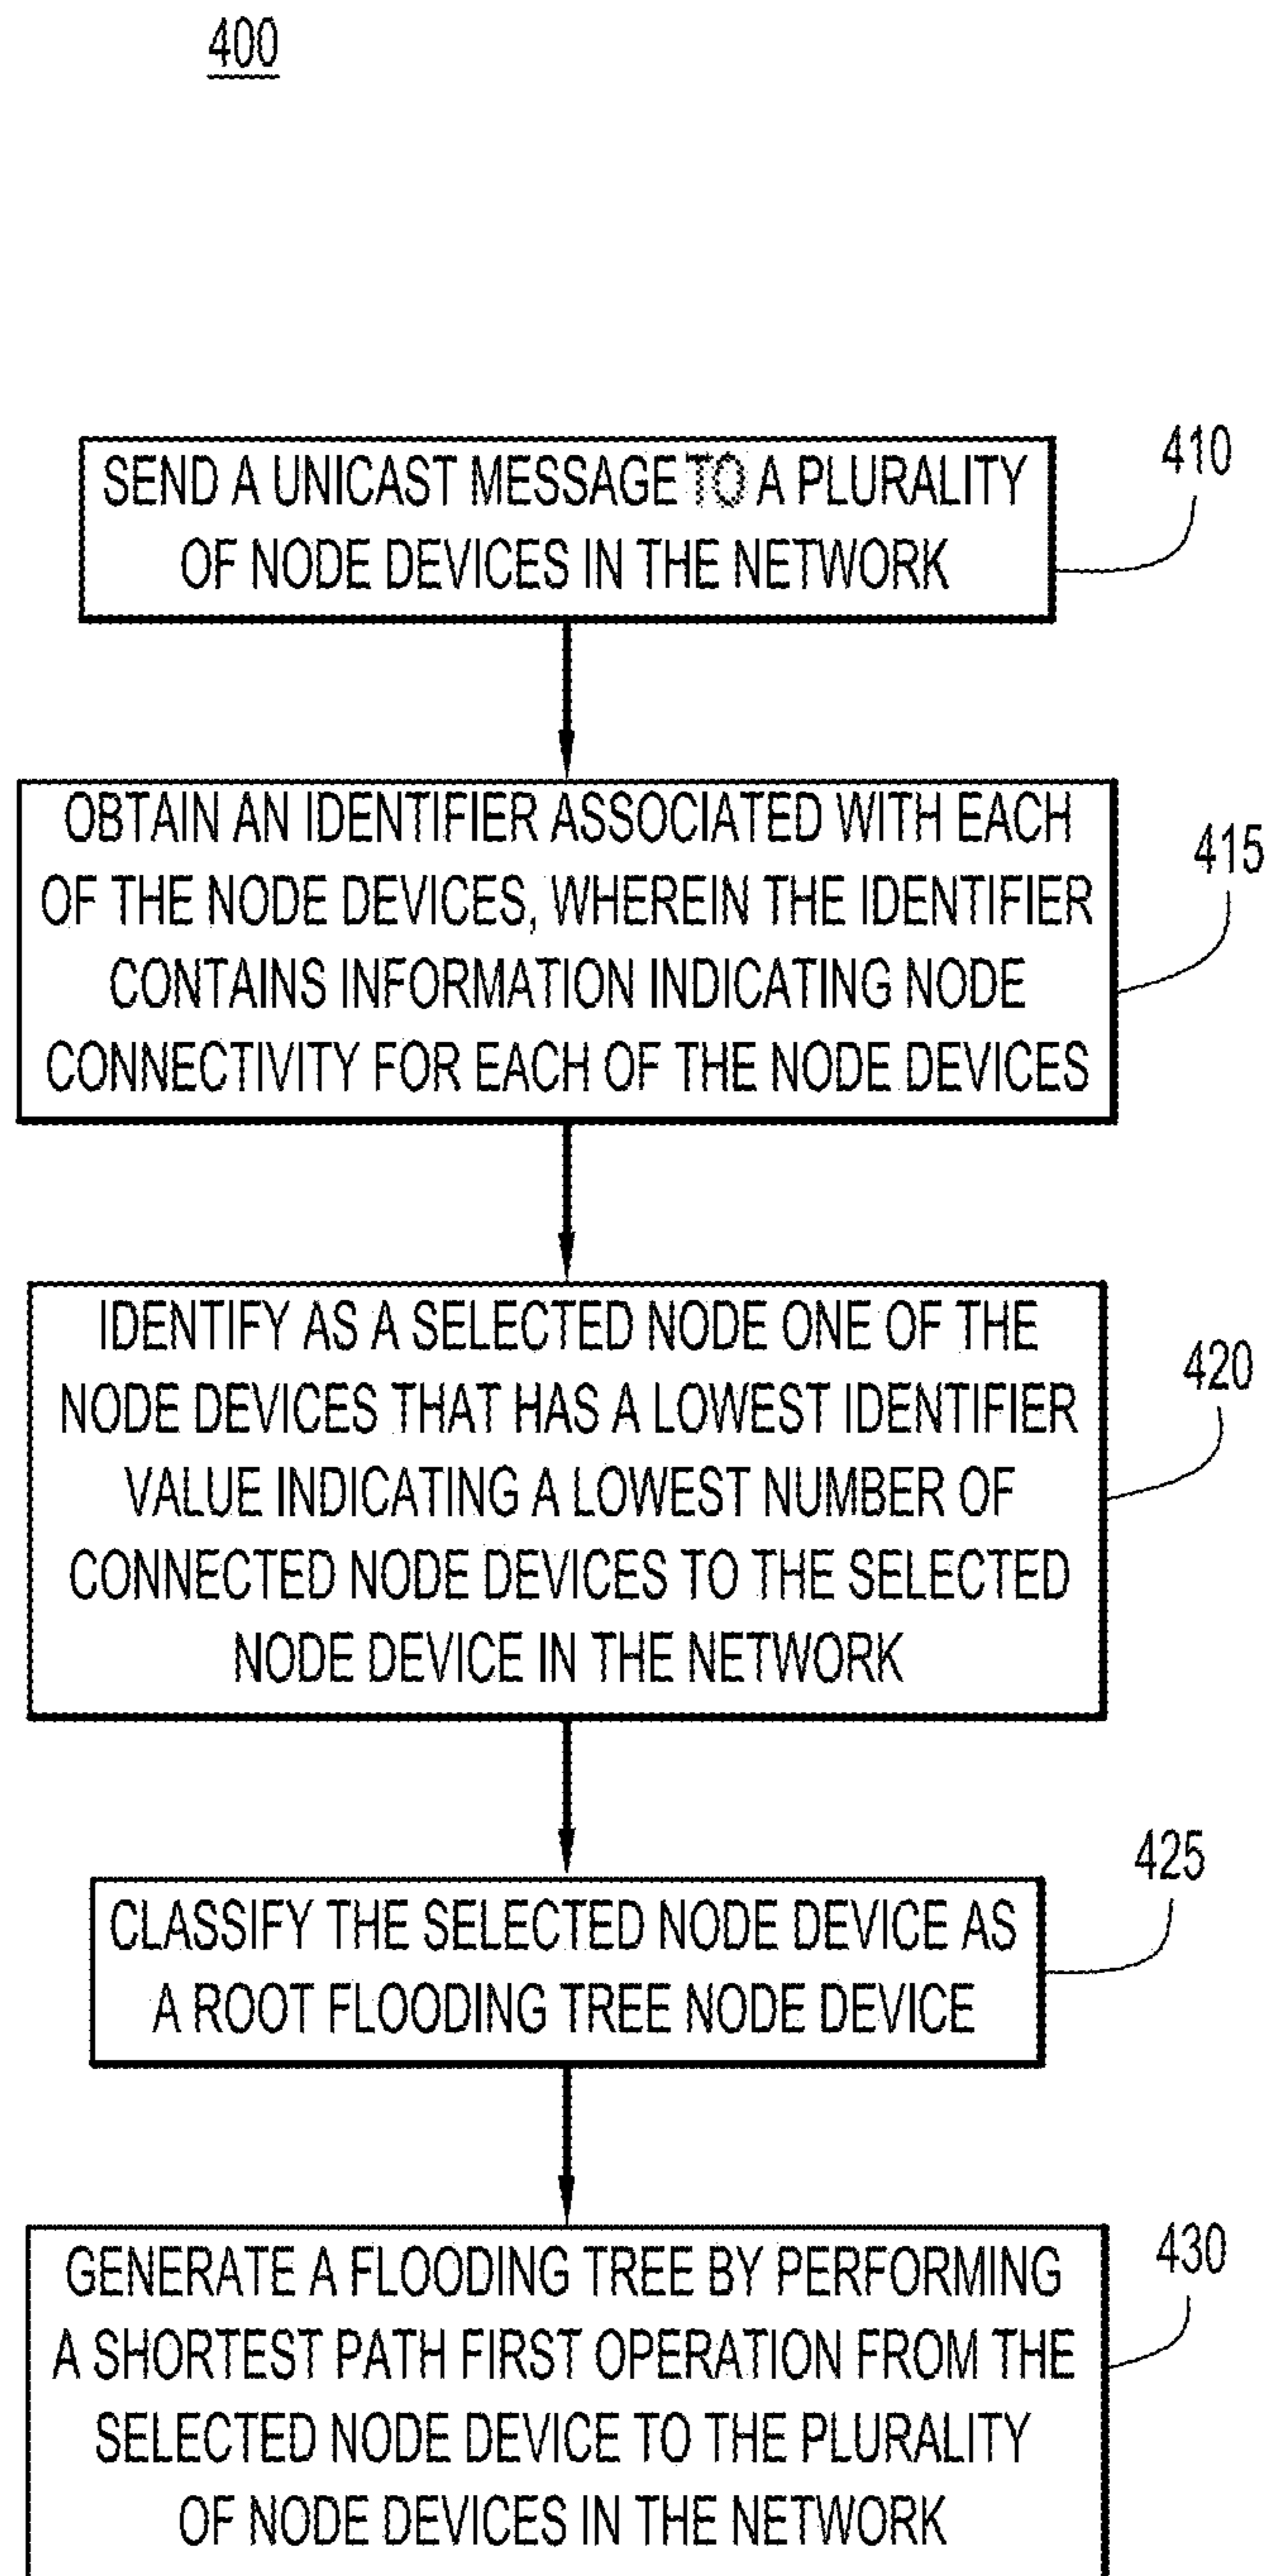 400
SEND A UNICAST MESSAGE TO A PLURALITY
OF NODE DEVICES IN THE NETWORK
410
OBTAIN AN IDENTIFIER ASSOCIATED WITH EACH
OF THE NODE DEVICES, WHEREIN THE IDENTIFIER
CONTAINS INFORMATION INDICATING NODE
CONNECTIVITY FOR EACH OF THE NODE DEVICES
415
IDENTIFY AS A SELECTED NODE ONE OF THE
NODE DEVICES THAT HAS A LOWEST IDENTIFIER
VALUE INDICATING A LOWEST NUMBER OF
CONNECTED NODE DEVICES TO THE SELECTED
NODE DEVICE IN THE NETWORK
420
CLASSIFY THE SELECTED NODE DEVICE AS
A ROOT FLOODING TREE NODE DEVICE
425
GENERATE A FLOODING TREE BY PERFORMING
A SHORTEST PATH FIRST OPERATION FROM THE
SELECTED NODE DEVICE TO THE PLURALITY
OF NODE DEVICES IN THE NETWORK
430